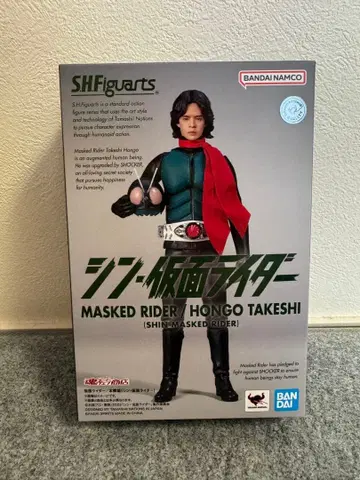 S.H.Figuarts
BANDAI NAMCO
S.H.Figuarts is a standard action
figure series that uses the art style
and technology of Tamashii Nations
to pursue character expression
through humanoid action.
Masked Rider Takeshi Hongo
is an augmented human being.
He was upgraded by SHOCKER,
an all-loving secret society
that pursues happiness
for humanity.
シン・仮面ライダー
MASKED RIDER / HONGO TAKESHI
[SHIN MASKED RIDER]
Masked Rider has pledged to
fight against SHOCKER to ensure
human beings stay human.
BAN
DAI